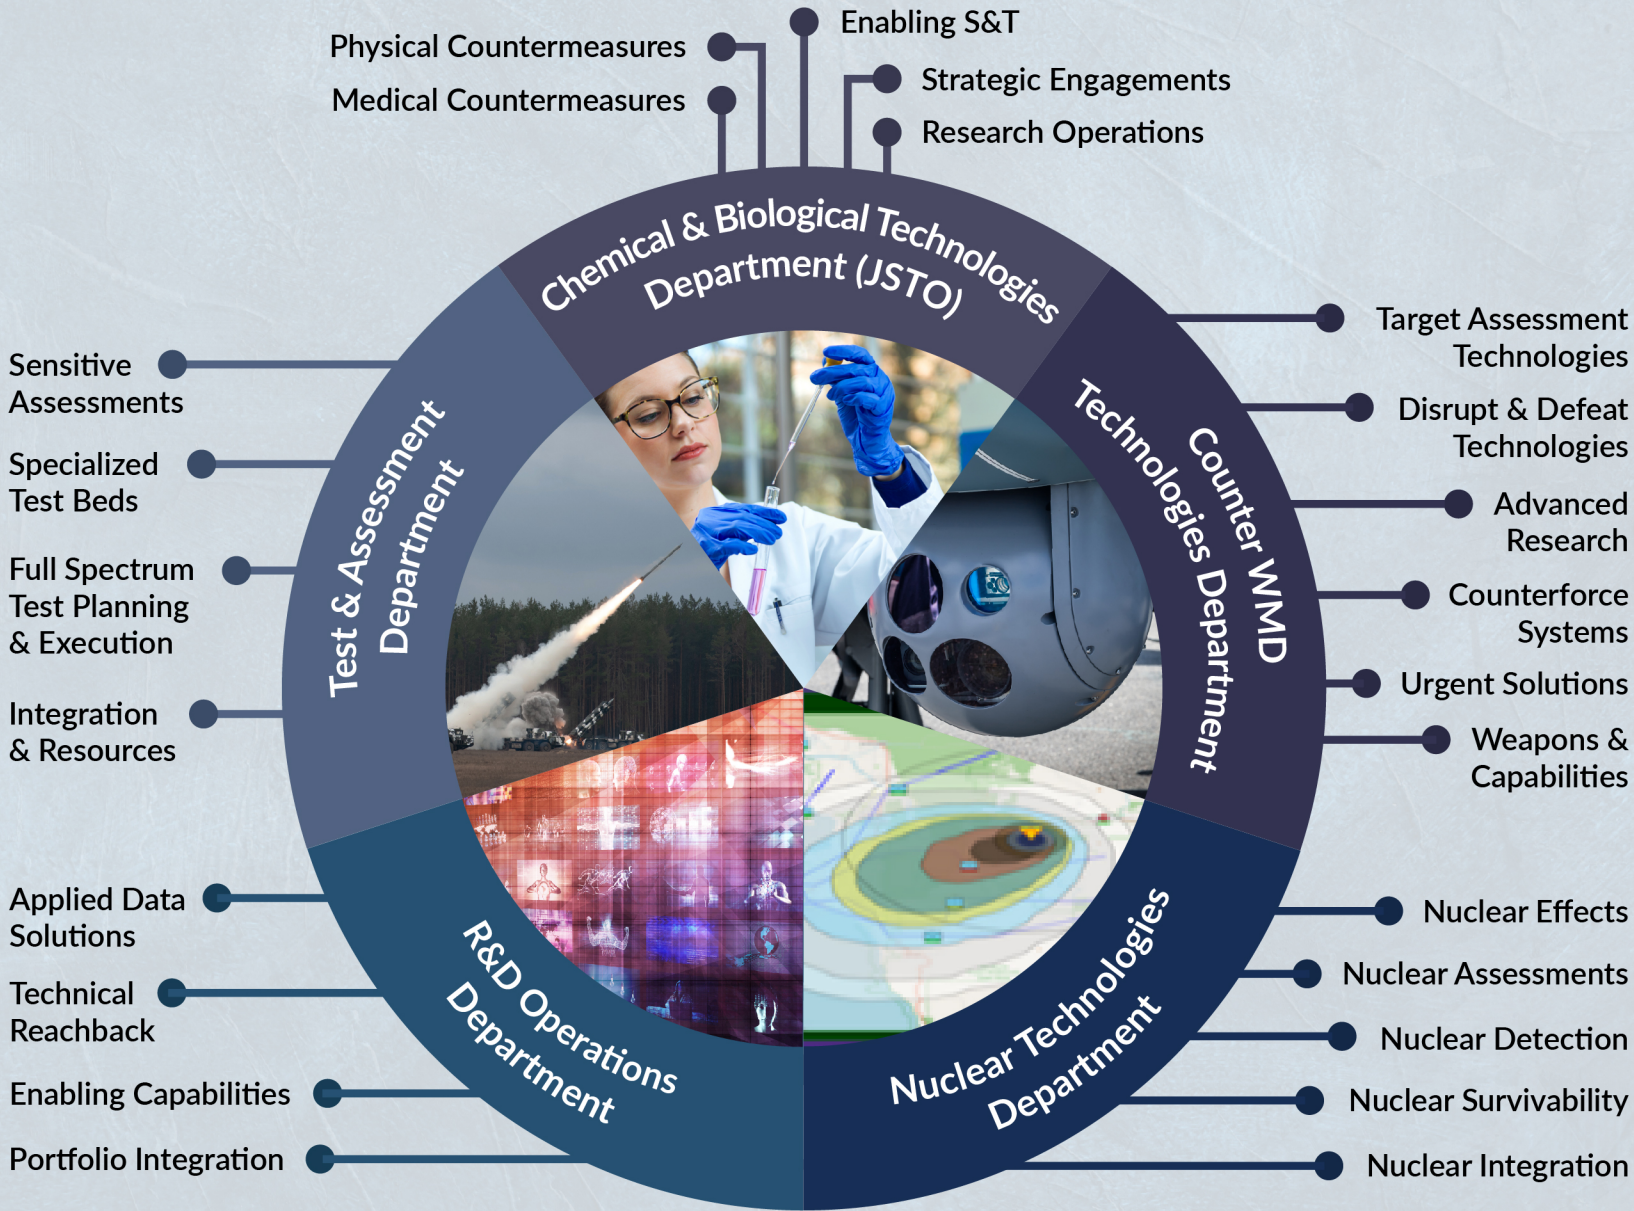 Physical Countermeasures
Medical Countermeasures
Enabling S&T
Strategic Engagements
Research Operations
Chemical & Biological Technologies
Department (JSTO)
Target Assessment
Technologies
Disrupt & Defeat
Technologies
Advanced
Research
Counterforce
Systems
Urgent Solutions
Weapons &
Capabilities
Counter WMD
Technologies Department
Nuclear Effects
Nuclear Assessments
Nuclear Detection
Nuclear Survivability
Nuclear Integration
Nuclear Technologies
Department
R&D Operations
Department
Applied Data
Solutions
Technical
Reachback
Enabling Capabilities
Portfolio Integration
Test & Assessment
Department
Sensitive
Assessments
Specialized
Test Beds
Full Spectrum
Test Planning
& Execution
Integration
& Resources